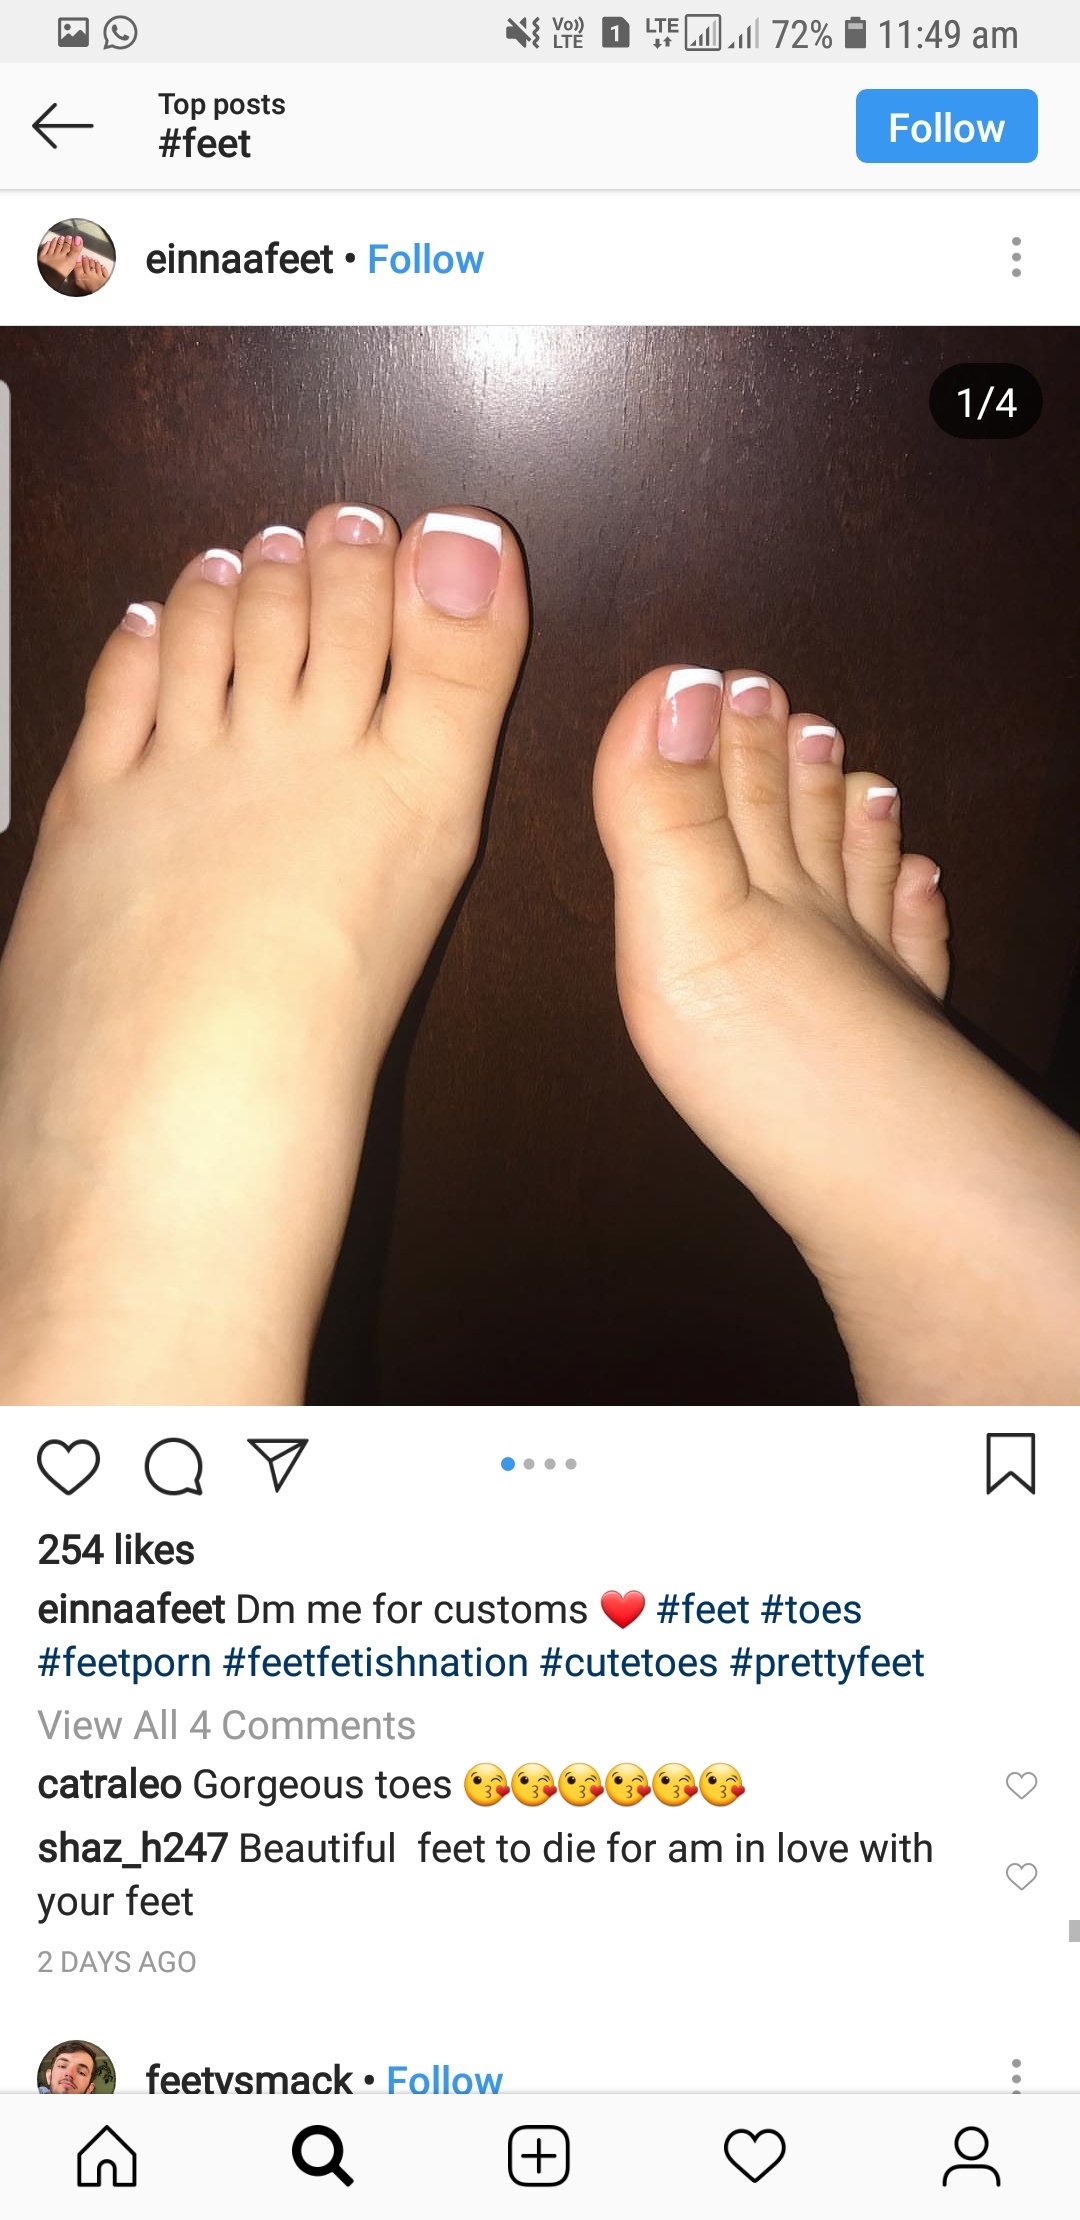 Vo)) LTE 1 LTE 72% 11:49 am
Top posts
#feet
Follow
einnaafeet • Follow
1/4
254 likes
einnaafeet Dm me for customs ❤️ #feet #toes
#feetporn #feetfetishnation #cutetoes #prettyfeet
View All 4 Comments
catraleo Gorgeous toes 😘😘😘😘😘😘
shaz_h247 Beautiful  feet to die for am in love with
your feet
2 DAYS AGO
feetysmack • Follow